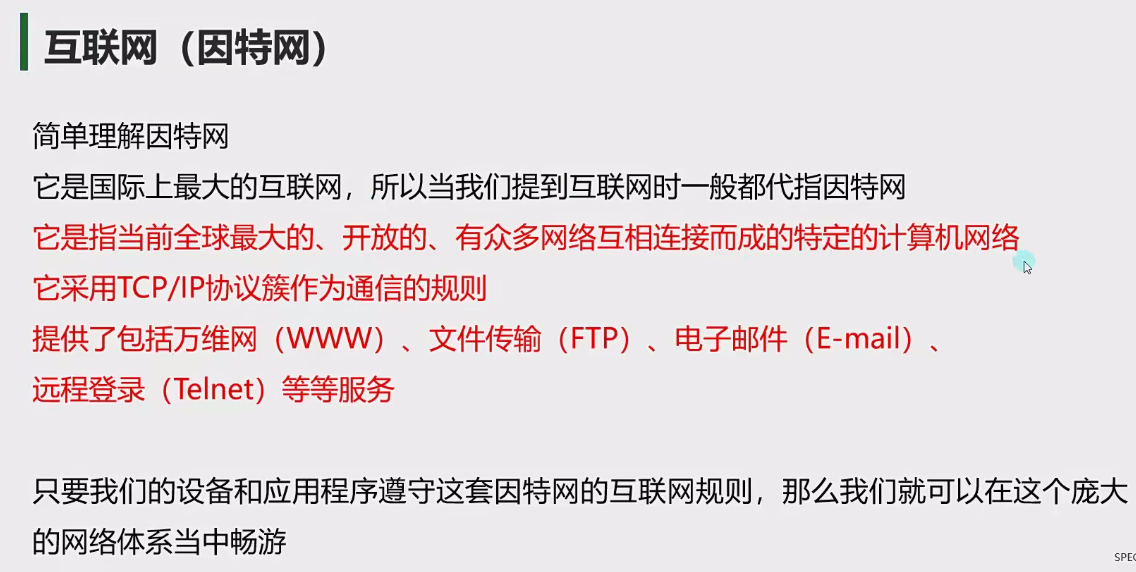 互联网（因特网）
简单理解因特网
它是国际上最大的互联网，所以当我们提到互联网时一般都代指因特网
它是指当前全球最大的、开放的、有众多网络互相连接而成的特定的计算机网络
它采用TCP/IP协议簇作为通信的规则
提供了包括万维网（WWW）、文件传输（FTP）、电子邮件（E-mail）、
远程登录（Telnet）等等服务
只要我们的设备和应用程序遵守这套因特网的互联网规则，那么我们就可以在这个庞大
的网络体系当中畅游
SPEC